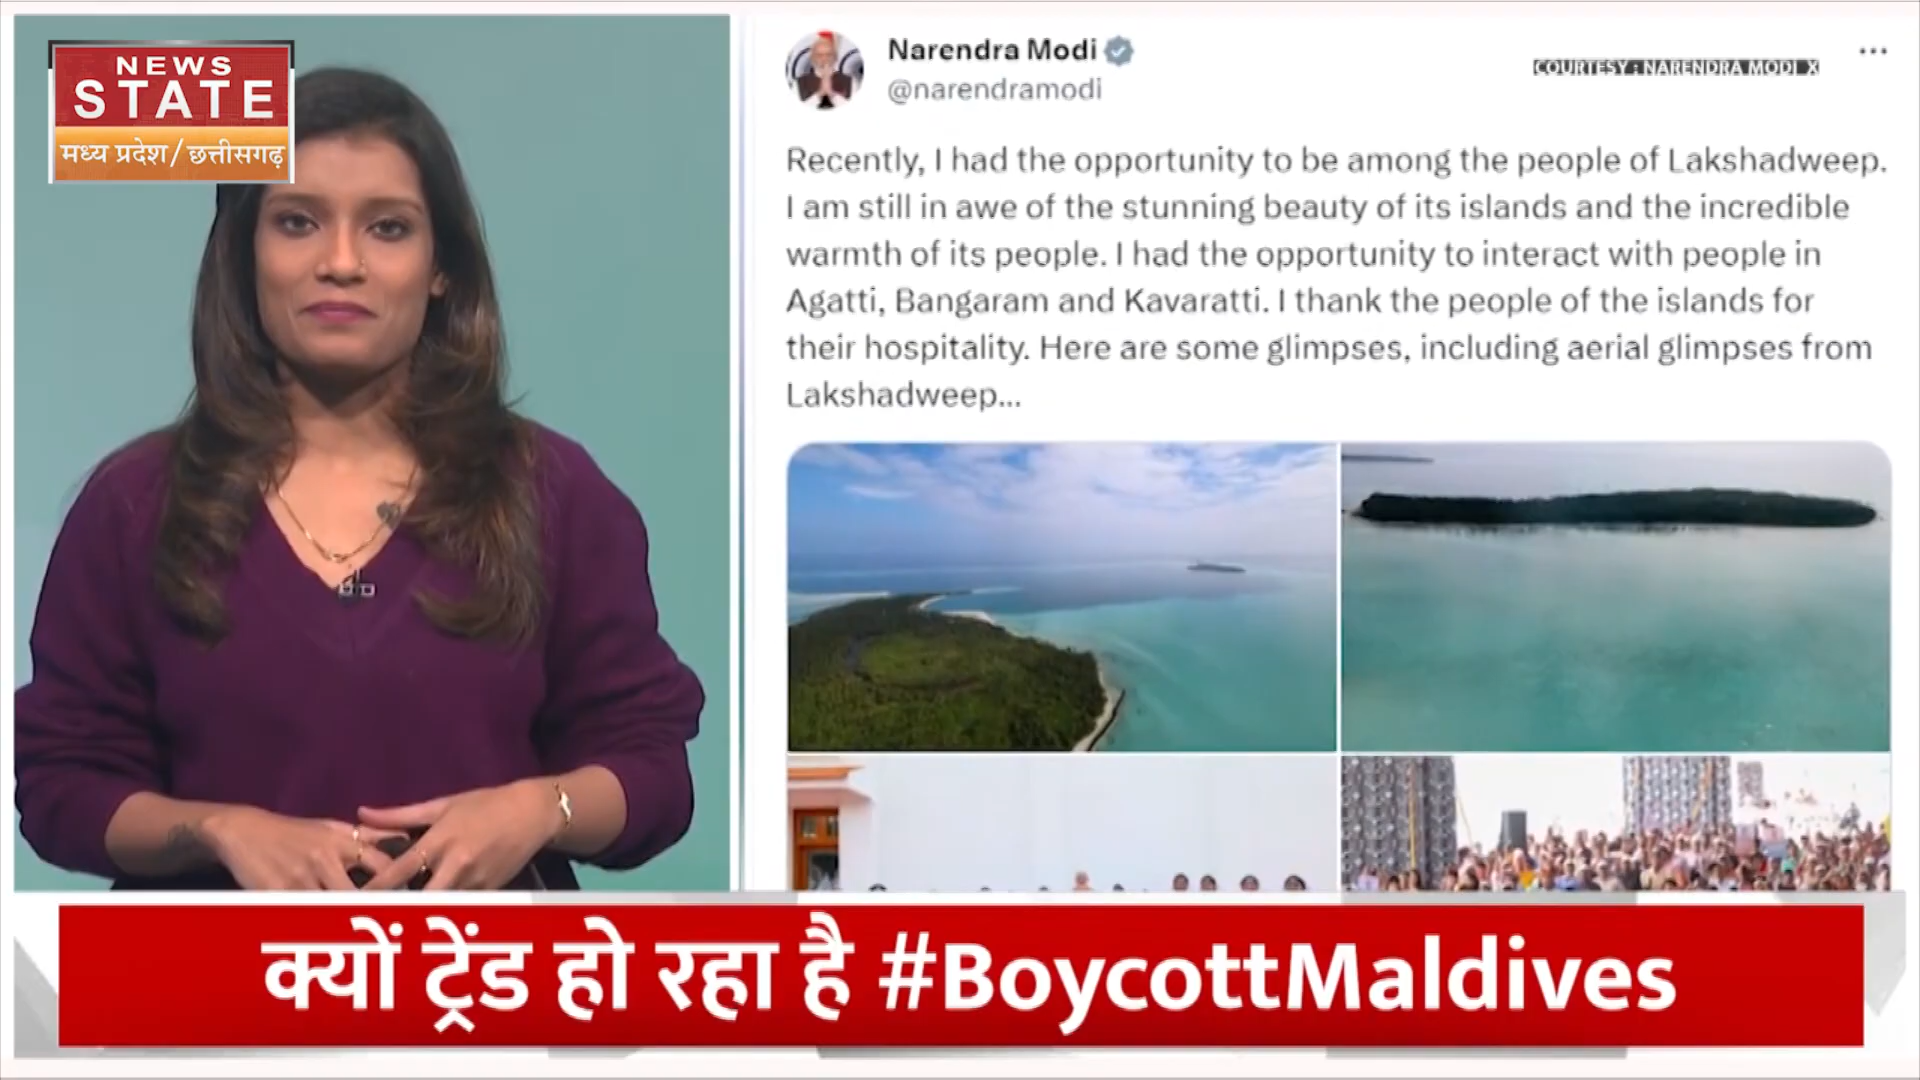 NEWS
STATE
मध्य प्रदेश/छत्तीसगढ़
Narendra Modi
@narendramodi
COURTESY : NARENDRA MODI X
Recently, I had the opportunity to be among the people of Lakshadweep.
I am still in awe of the stunning beauty of its islands and the incredible
warmth of its people. I had the opportunity to interact with people in
Agatti, Bangaram and Kavaratti. I thank the people of the islands for
their hospitality. Here are some glimpses, including aerial glimpses from
Lakshadweep...
क्यों ट्रेंड हो रहा है #BoycottMaldives